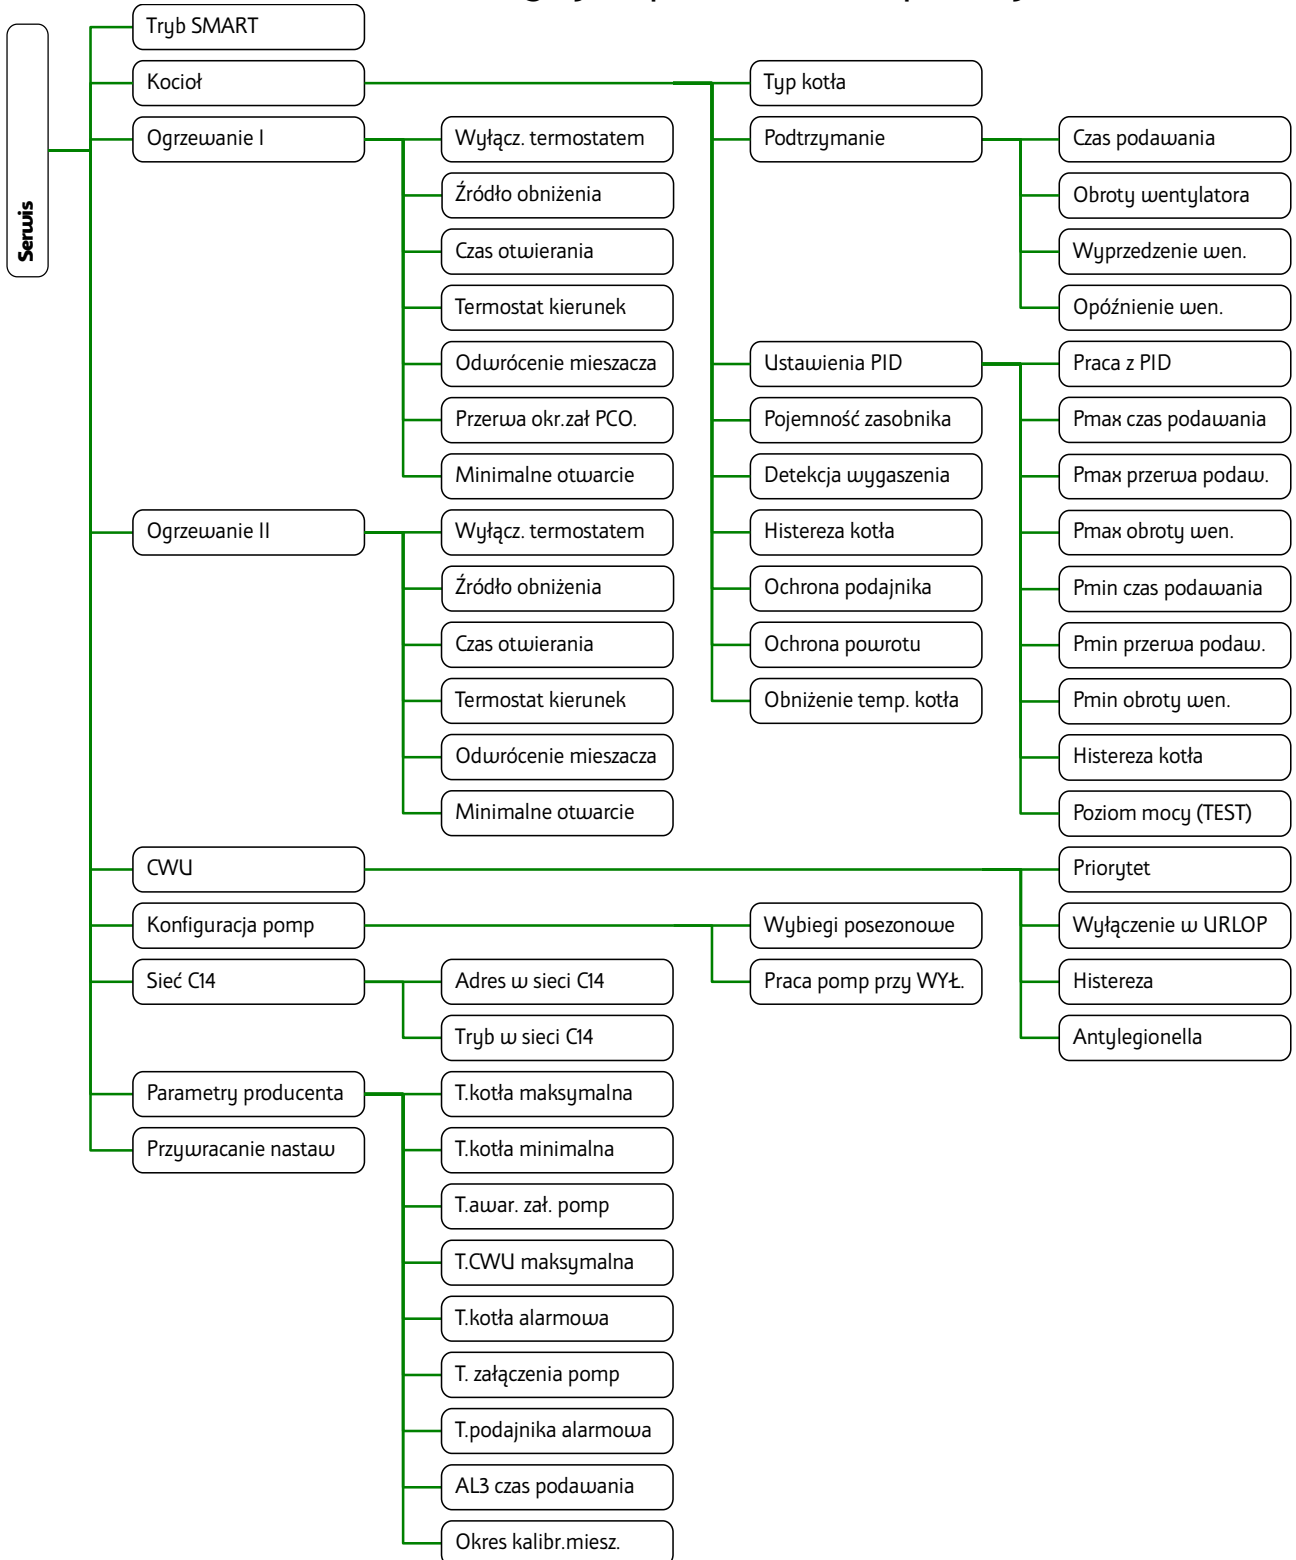 Serwis
Tryb SMART
Kocioł
Typ kotła
Ogrzewanie I
Wyłącz. termostatem
Podtrzymanie
Czas podawania
Źródło obniżenia
Obroty wentylatora
Czas otwierania
Wyprzedzenie wen.
Termostat kierunek
Opóźnienie wen.
Odwrócenie mieszacza
Ustawienia PID
Praca z PID
Przerwa okr.zał PCO.
Pojemność zasobnika
Pmax czas podawania
Minimalne otwarcie
Detekcja wygaszenia
Pmax przerwa podaw.
Ogrzewanie II
Wyłącz. termostatem
Histereza kotła
Pmax obroty wen.
Źródło obniżenia
Ochrona podajnika
Pmin czas podawania
Czas otwierania
Ochrona powrotu
Pmin przerwa podaw.
Termostat kierunek
Obniżenie temp. kotła
Pmin obroty wen.
Odwrócenie mieszacza
Histereza kotła
Minimalne otwarcie
Poziom mocy (TEST)
CWU
Priorytet
Konfiguracja pomp
Wybiegi posezonowe
Wyłączenie w URLOP
Sieć C14
Adres w sieci C14
Praca pomp przy WYŁ.
Histereza
Tryb w sieci C14
Antylegionella
Parametry producenta
T.kotła maksymalna
Przywracanie nastaw
T.kotła minimalna
T.awar. zał. pomp
T.CWU maksymalna
T.kotła alarmowa
T. załączenia pomp
T.podajnika alarmowa
AL3 czas podawania
Okres kalibr.miesz.